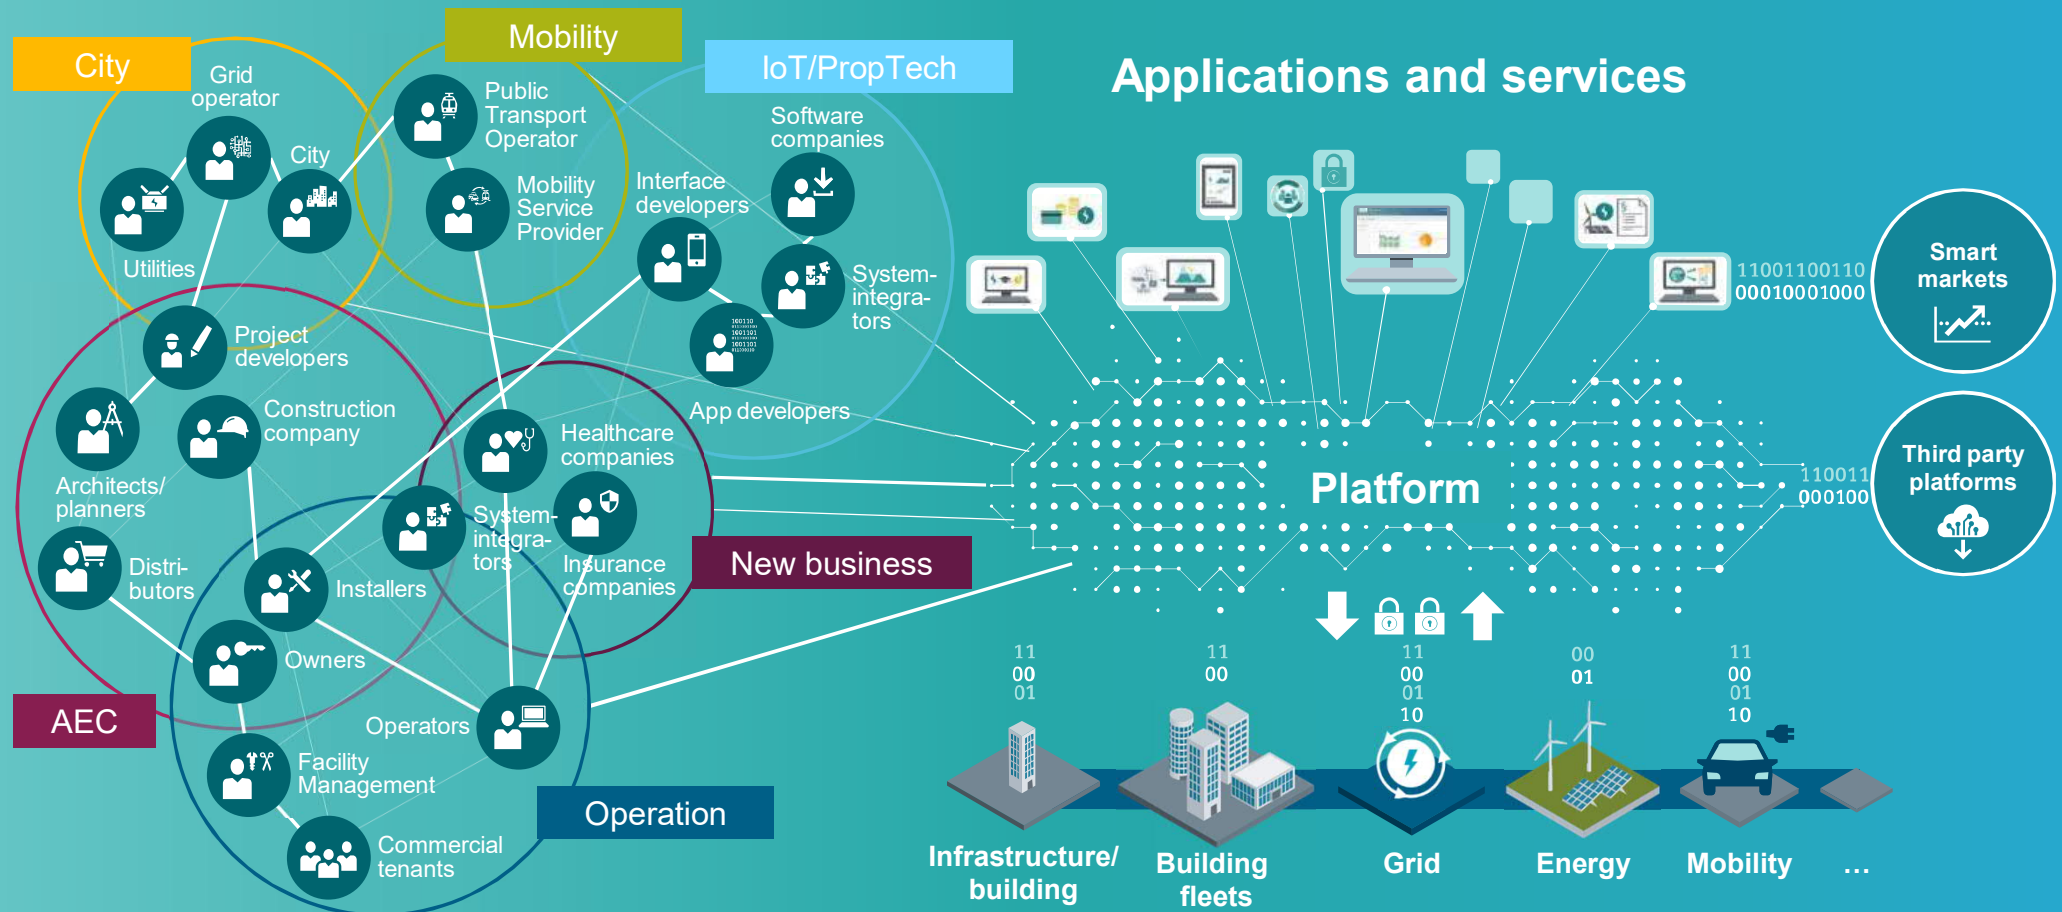 City
Mobility
IoT/PropTech
Applications and services
Grid
operator
City
Utilities
Public
Transport
Operator
Mobility
Service
Provider
Software
companies
Interface
developers
System-
integra-
tors
App developers
Project
developers
Construction
company
Architects/
planners
Distri-
butors
Installers
Owners
AEC
Healthcare
companies
System-
integra-
tors
Insurance
companies
New business
Operators
Facility
Management
Commercial
tenants
Operation
100110
1001101
1001101
Platform
11001100110
00010001000
Smart
markets
110011
000100
Third party
platforms
11
00
01
11
00
11
00
01
10
00
01
11
00
01
10
Infrastructure/
building
Building
fleets
Grid
Energy
Mobility
...